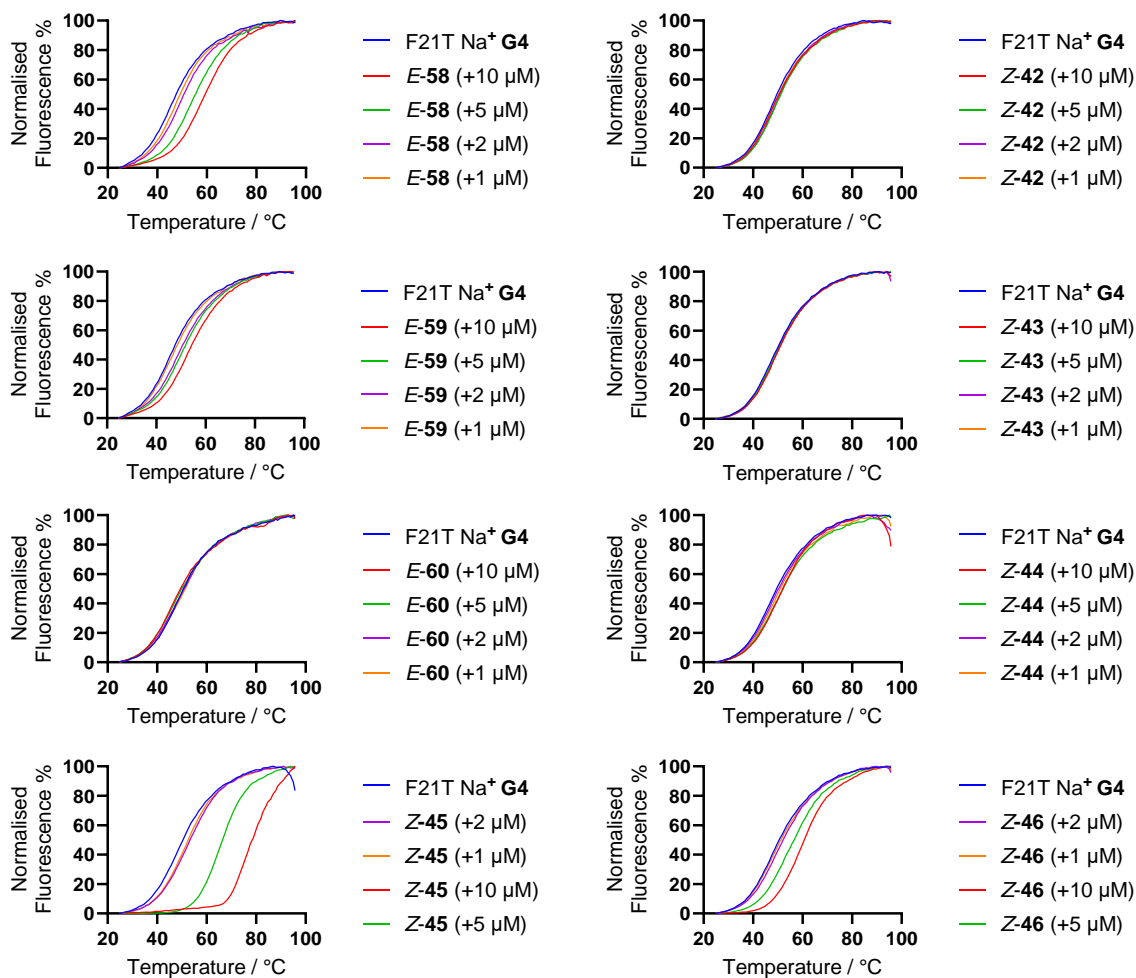 Normalised
Fluorescence %
100
80
60
40
20
0
20 40 60 80 100
Temperature / °C
F21T Na⁺ G4
E-58 (+10 µM)
E-58 (+5 µM)
E-58 (+2 µM)
E-58 (+1 µM)
Normalised
Fluorescence %
100
80
60
40
20
0
20 40 60 80 100
Temperature / °C
F21T Na⁺ G4
Z-42 (+10 µM)
Z-42 (+5 µM)
Z-42 (+2 µM)
Z-42 (+1 µM)
Normalised
Fluorescence %
100
80
60
40
20
0
20 40 60 80 100
Temperature / °C
F21T Na⁺ G4
E-59 (+10 µM)
E-59 (+5 µM)
E-59 (+2 µM)
E-59 (+1 µM)
Normalised
Fluorescence %
100
80
60
40
20
0
20 40 60 80 100
Temperature / °C
F21T Na⁺ G4
Z-43 (+10 µM)
Z-43 (+5 µM)
Z-43 (+2 µM)
Z-43 (+1 µM)
Normalised
Fluorescence %
100
80
60
40
20
0
20 40 60 80 100
Temperature / °C
F21T Na⁺ G4
E-60 (+10 µM)
E-60 (+5 µM)
E-60 (+2 µM)
E-60 (+1 µM)
Normalised
Fluorescence %
100
80
60
40
20
0
20 40 60 80 100
Temperature / °C
F21T Na⁺ G4
Z-44 (+10 µM)
Z-44 (+5 µM)
Z-44 (+2 µM)
Z-44 (+1 µM)
Normalised
Fluorescence %
100
80
60
40
20
0
20 40 60 80 100
Temperature / °C
F21T Na⁺ G4
Z-45 (+2 µM)
Z-45 (+1 µM)
Z-45 (+10 µM)
Z-45 (+5 µM)
Normalised
Fluorescence %
100
80
60
40
20
0
20 40 60 80 100
Temperature / °C
F21T Na⁺ G4
Z-46 (+2 µM)
Z-46 (+1 µM)
Z-46 (+10 µM)
Z-46 (+5 µM)